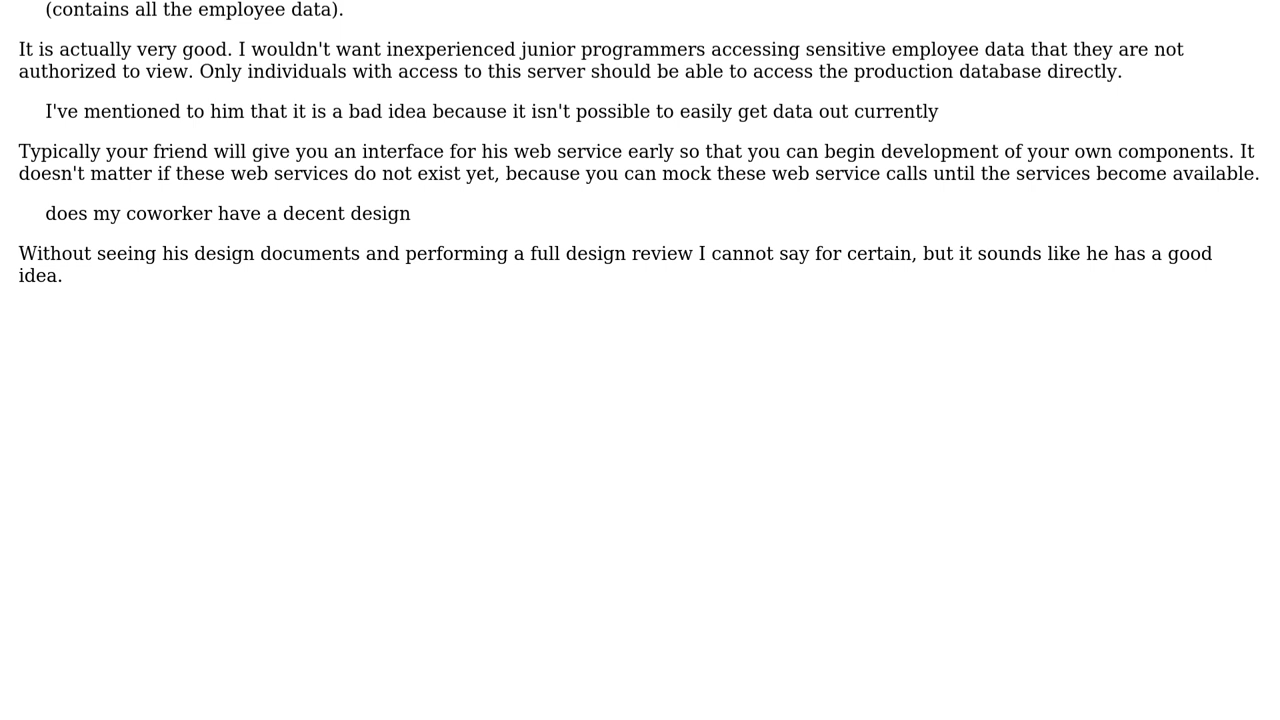 (contains all the employee data).
It is actually very good. I wouldn't want inexperienced junior programmers accessing sensitive employee data that they are not
authorized to view. Only individuals with access to this server should be able to access the production database directly.
I've mentioned to him that it is a bad idea because it isn't possible to easily get data out currently
Typically your friend will give you an interface for his web service early so that you can begin development of your own components. It
doesn't matter if these web services do not exist yet, because you can mock these web service calls until the services become available.
does my coworker have a decent design
Without seeing his design documents and performing a full design review I cannot say for certain, but it sounds like he has a good
idea.